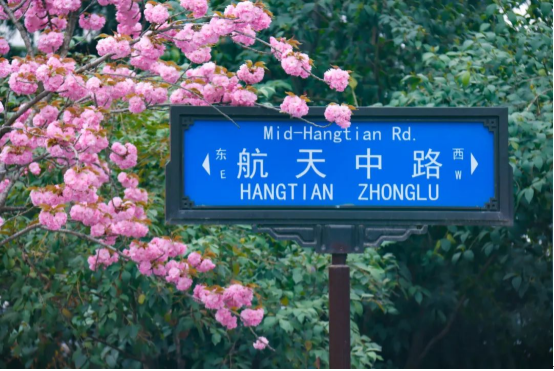 Mid-Hangtian Rd.
东 航天中路 西
E W
HANGTIAN ZHONGLU